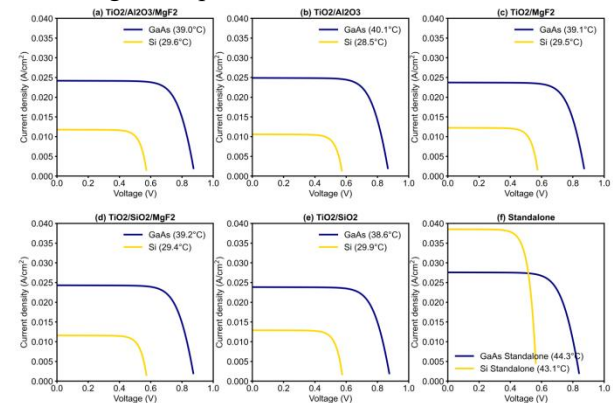 (a) TiO2/Al2O3/MgF2
(b) TiO2/Al2O3
(c) TiO2/MgF2
0.040
0.035
0.030
0.025
0.020
0.015
0.010
0.005
0.000
Current density (A/cm²)
GaAs (39.0°C)
Si (29.6°C)
0.0 0.2 0.4 0.6 0.8 1.0
Voltage (V)
0.040
0.035
0.030
0.025
0.020
0.015
0.010
0.005
0.000
Current density (A/cm²)
GaAs (40.1°C)
Si (28.5°C)
0.0 0.2 0.4 0.6 0.8 1.0
Voltage (V)
0.040
0.035
0.030
0.025
0.020
0.015
0.010
0.005
0.000
Current density (A/cm²)
GaAs (39.1°C)
Si (29.5°C)
0.0 0.2 0.4 0.6 0.8 1.0
Voltage (V)
(d) TiO2/SiO2/MgF2
(e) TiO2/SiO2
(f) Standalone
0.040
0.035
0.030
0.025
0.020
0.015
0.010
0.005
0.000
Current density (A/cm²)
GaAs (39.2°C)
Si (29.4°C)
0.0 0.2 0.4 0.6 0.8 1.0
Voltage (V)
0.040
0.035
0.030
0.025
0.020
0.015
0.010
0.005
0.000
Current density (A/cm²)
GaAs (38.6°C)
Si (29.9°C)
0.0 0.2 0.4 0.6 0.8 1.0
Voltage (V)
0.040
0.035
0.030
0.025
0.020
0.015
0.010
0.005
0.000
Current density (A/cm²)
GaAs Standalone (44.3°C)
Si Standalone (43.1°C)
0.0 0.2 0.4 0.6 0.8 1.0
Voltage (V)